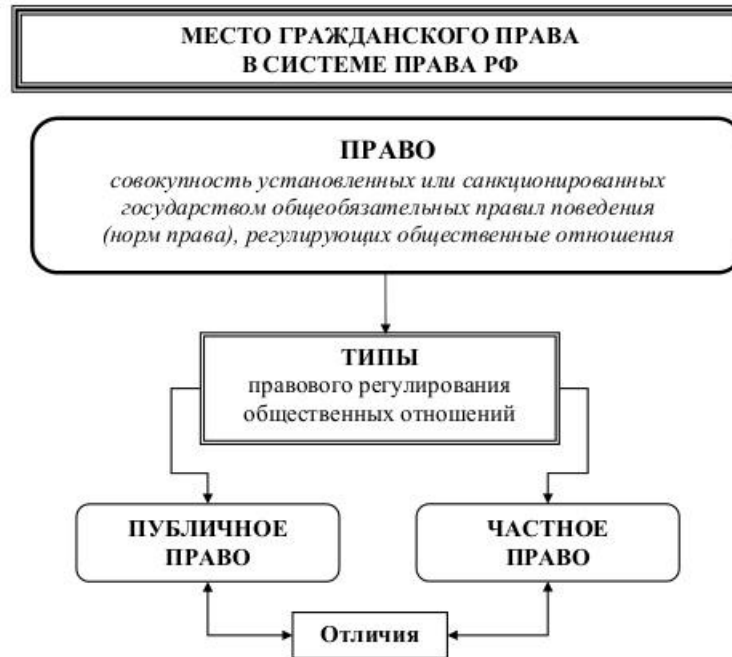 МЕСТО ГРАЖДАНСКОГО ПРАВА
В СИСТЕМЕ ПРАВА РФ
ПРАВО
совокупность установленных или санкционированных
государством общеобязательных правил поведения
(норм права), регулирующих общественные отношения
ТИПЫ
правового регулирования
общественных отношений
ПУБЛИЧНОЕ
ПРАВО
ЧАСТНОЕ
ПРАВО
Отличия